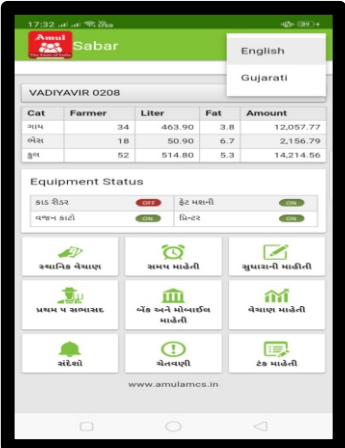 17:32
Amul
Sabar
English
Gujarati
VADIYAVIR 0208
Cat Farmer Liter Fat Amount
ગાય 34 463.90 3.8 12,057.77
ભેસ 18 50.90 6.7 2,156.79
કુલ 52 514.80 5.3 14,214.56
Equipment Status
કાડ રીડર OFF ફેટ મશની ON
વજન કાટો ON પ્રિન્ટર ON
સ્થાનિક વેચાણ સમય માહેતી સુધારાની માહીતી
પ્રથમ પ સભાસદ બેંક અને મોબાઈલ માહેતી વેચાણ માહેતી
સંદેશો ચેતવણી ટંક માહેતી
www.amulamcs.in